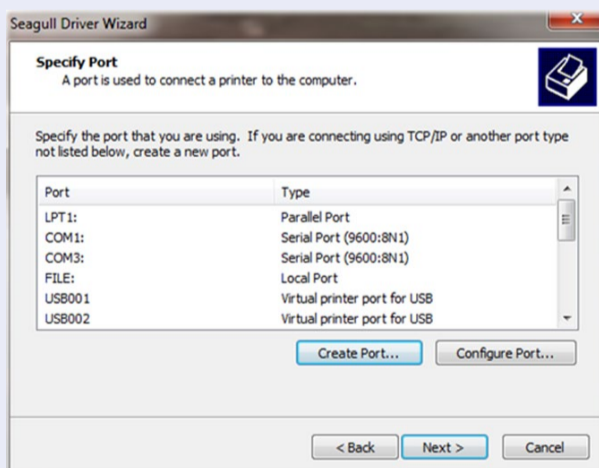 Seagull Driver Wizard
Specify Port
A port is used to connect a printer to the computer.
Specify the port that you are using. If you are connecting using TCP/IP or another port type
not listed below, create a new port.
Port Type
LPT1: Parallel Port
COM1: Serial Port (9600:8N1)
COM3: Serial Port (9600:8N1)
FILE: Local Port
USB001 Virtual printer port for USB
USB002 Virtual printer port for USB
Create Port... Configure Port...
< Back Next > Cancel